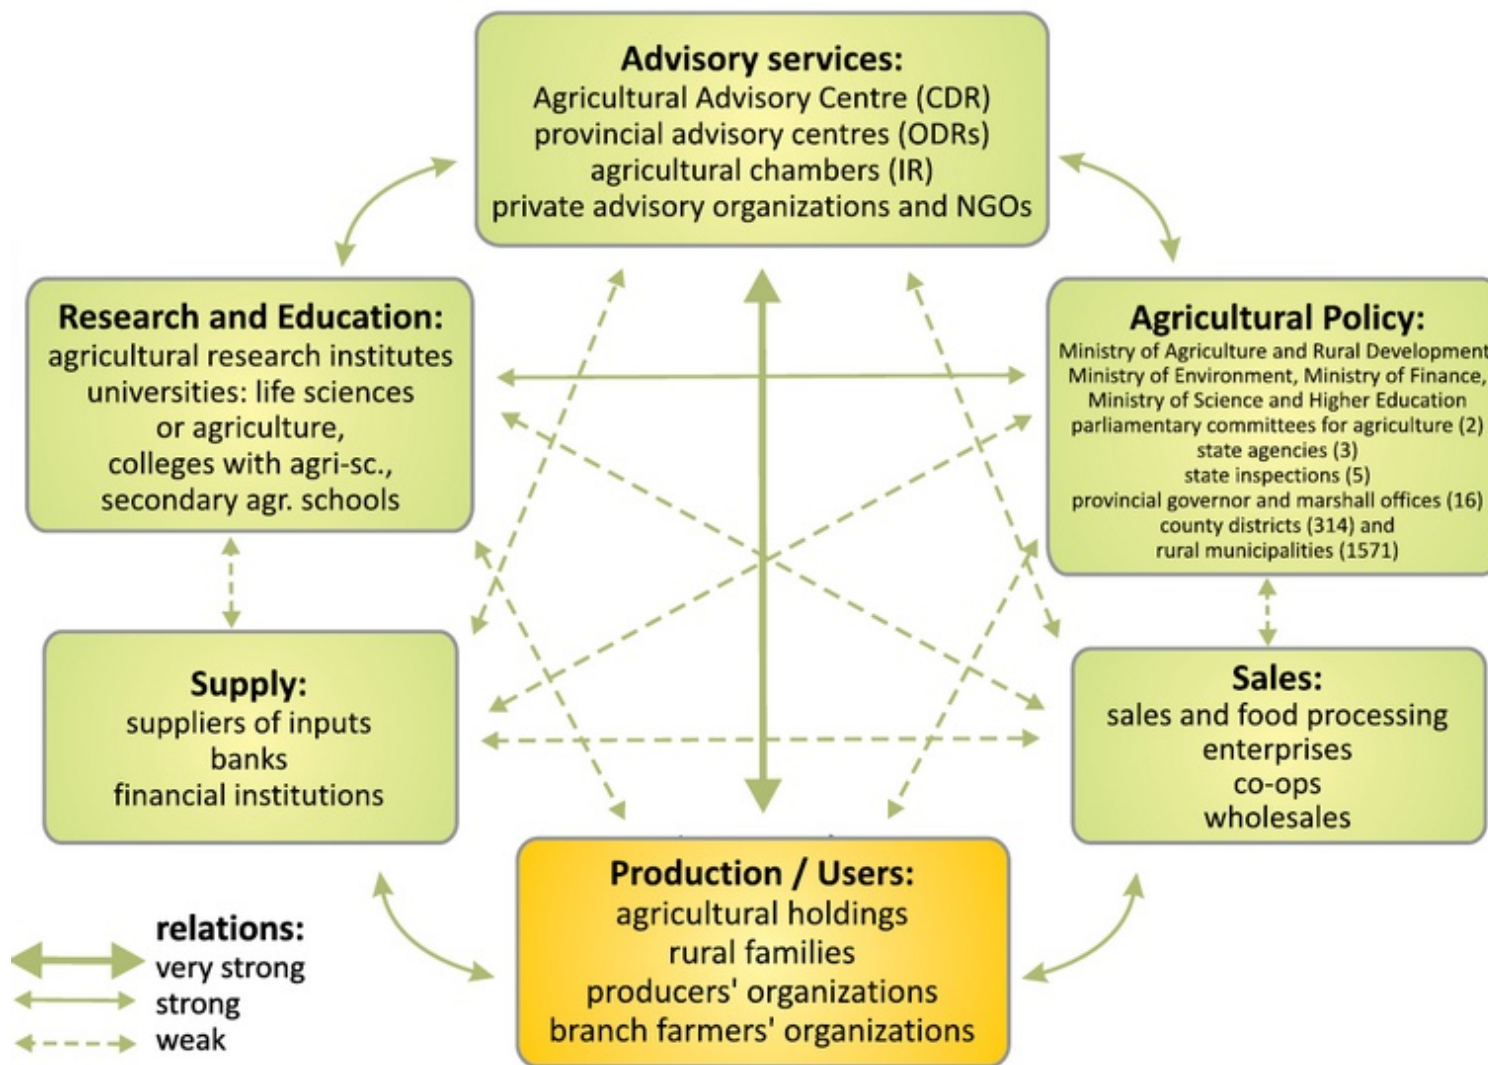 Advisory services:
Agricultural Advisory Centre (CDR)
provincial advisory centres (ODRs)
agricultural chambers (IR)
private advisory organizations and NGOs
Research and Education:
agricultural research institutes
universities: life sciences
or agriculture,
colleges with agri-sc.,
secondary agr. schools
Agricultural Policy:
Ministry of Agriculture and Rural Development
Ministry of Environment, Ministry of Finance,
Ministry of Science and Higher Education
parliamentary committees for agriculture (2)
state agencies (3)
state inspections (5)
provincial governor and marshall offices (16)
county districts (314) and
rural municipalities (1571)
Supply:
suppliers of inputs
banks
financial institutions
Sales:
sales and food processing
enterprises
co-ops
wholesales
Production / Users:
agricultural holdings
rural families
producers' organizations
branch farmers' organizations
relations:
very strong
strong
weak